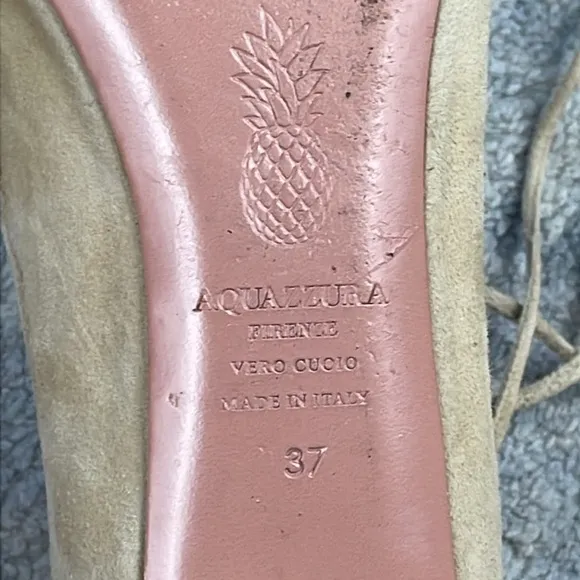 AQUAZZURA
FIRENZE
VERO CUOIO
MADE IN ITALY
37